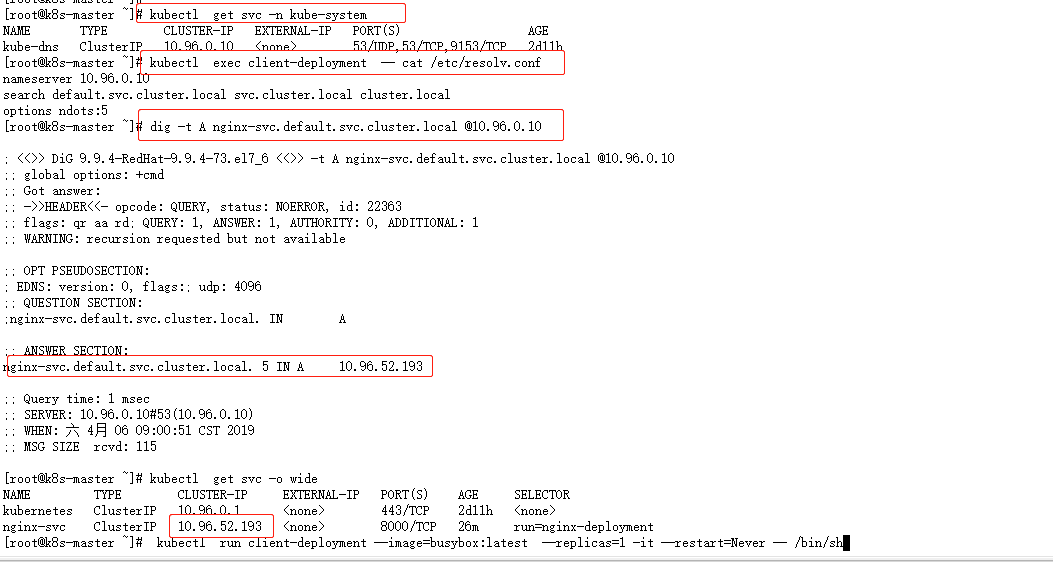 [root@k8s-master ~]# kubectl  get svc -n kube-system
NAME       TYPE        CLUSTER-IP   EXTERNAL-IP   PORT(S)                  AGE
kube-dns   ClusterIP   10.96.0.10   <none>        53/UDP,53/TCP,9153/TCP   2d11h
[root@k8s-master ~]# kubectl  exec client-deployment  -- cat /etc/resolv.conf
nameserver 10.96.0.10
search default.svc.cluster.local svc.cluster.local cluster.local
options ndots:5
[root@k8s-master ~]# dig -t A nginx-svc.default.svc.cluster.local @10.96.0.10
; <<>> DiG 9.9.4-RedHat-9.9.4-73.el7_6 <<>> -t A nginx-svc.default.svc.cluster.local @10.96.0.10
;; global options: +cmd
;; Got answer:
;; ->>HEADER<<- opcode: QUERY, status: NOERROR, id: 22363
;; flags: qr aa rd; QUERY: 1, ANSWER: 1, AUTHORITY: 0, ADDITIONAL: 1
;; WARNING: recursion requested but not available
;; OPT PSEUDOSECTION:
; EDNS: version: 0, flags:; udp: 4096
;; QUESTION SECTION:
;nginx-svc.default.svc.cluster.local. IN        A
;; ANSWER SECTION:
nginx-svc.default.svc.cluster.local. 5 IN A     10.96.52.193
;; Query time: 1 msec
;; SERVER: 10.96.0.10#53(10.96.0.10)
;; WHEN: 六 4月 06 09:00:51 CST 2019
;; MSG SIZE  rcvd: 115
[root@k8s-master ~]# kubectl  get svc -o wide
NAME         TYPE        CLUSTER-IP     EXTERNAL-IP   PORT(S)    AGE     SELECTOR
kubernetes   ClusterIP   10.96.0.1      <none>        443/TCP    2d11h   <none>
nginx-svc    ClusterIP   10.96.52.193   <none>        8000/TCP   26m     run=nginx-deployment
[root@k8s-master ~]#  kubectl  run client-deployment --image=busybox:latest  --replicas=1 -it --restart=Never -- /bin/sh